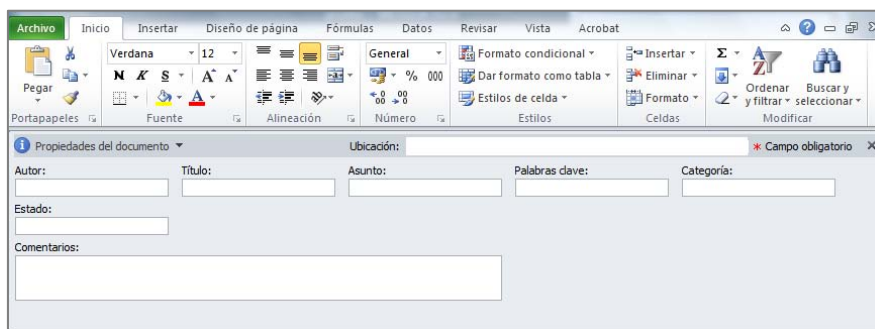 Archivo Inicio Insertar Diseño de página Fórmulas Datos Revisar Vista Acrobat
Verdana 12 General Formato condicional Insertar Σ
N K S A A % 000 Dar formato como tabla Eliminar
Pegar Estilos de celda Formato Ordenar y filtrar Buscar y seleccionar
Portapapeles Fuente Alineación Número Estilos Celdas Modificar
Propiedades del documento Ubicación: * Campo obligatorio
Autor: Título: Asunto: Palabras clave: Categoría:
Estado:
Comentarios: